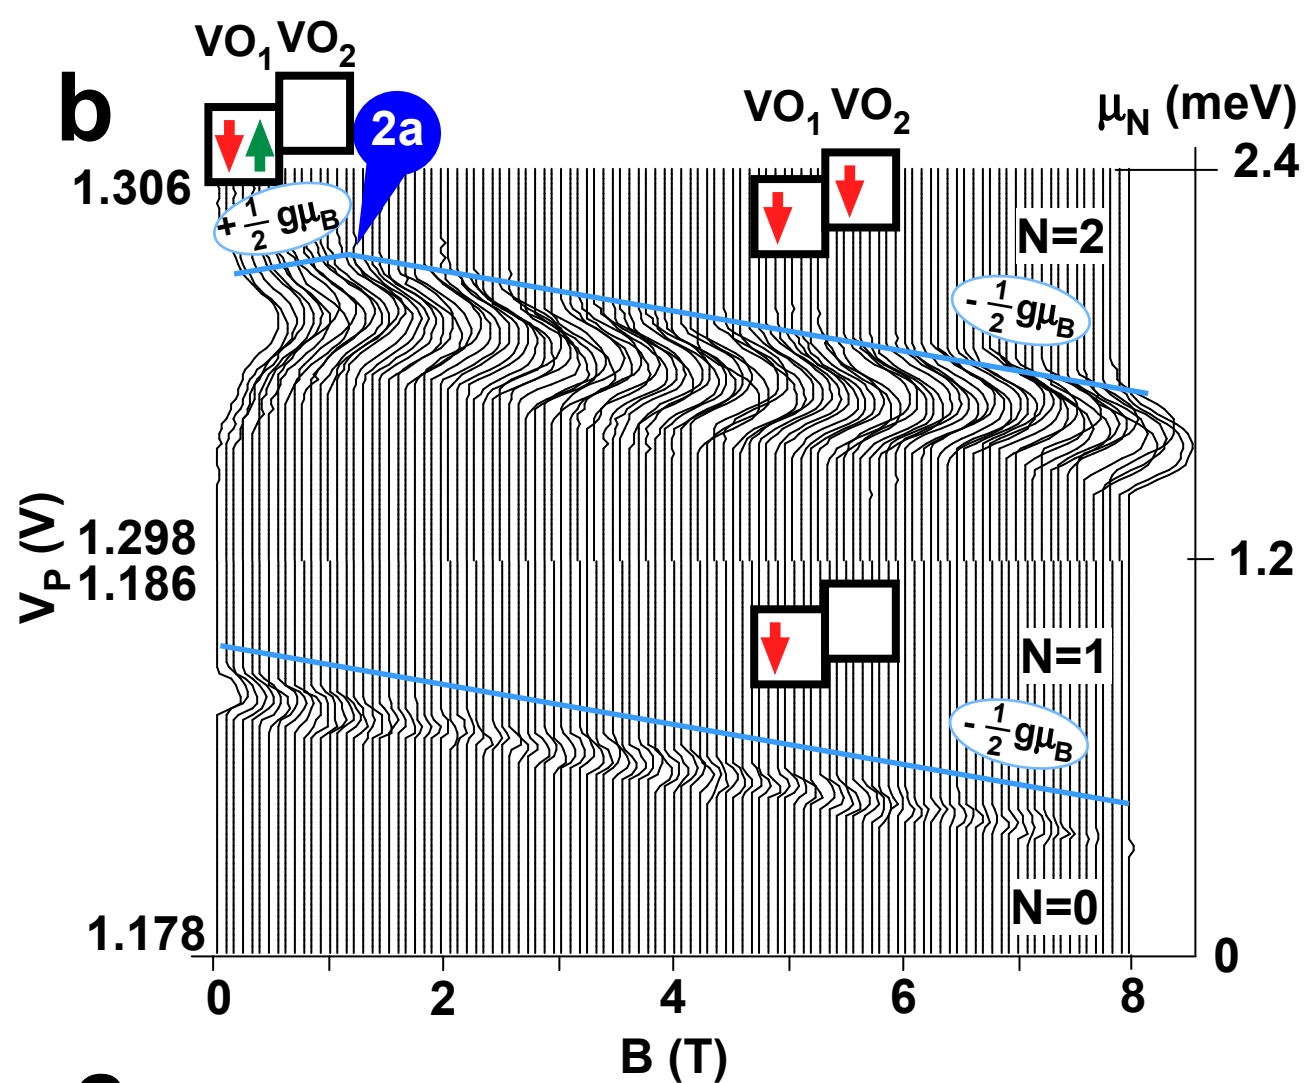 b
VO1 VO2
2a
VO1 VO2
μN (meV)
2.4
1.306
+ 1/2 gμB
N=2
- 1/2 gμB
VP (V)
1.298
1.2
1.186
N=1
- 1/2 gμB
N=0
1.178
0
0 2 4 6 8
B (T)